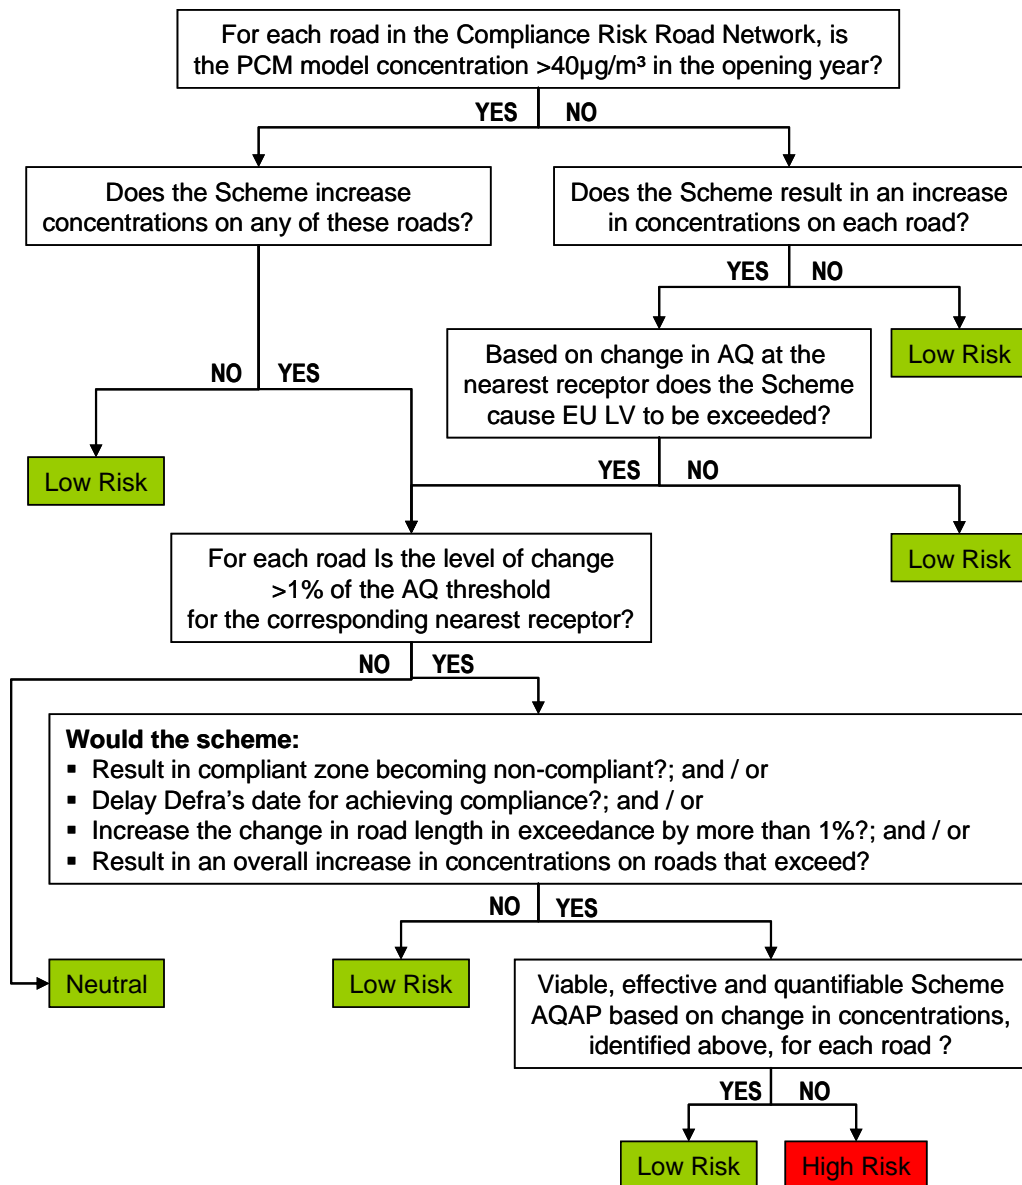 For each road in the Compliance Risk Road Network, is
the PCM model concentration >40µg/m³ in the opening year?
YES NO
Does the Scheme increase
concentrations on any of these roads?
Does the Scheme result in an increase
in concentrations on each road?
YES NO
NO YES
Based on change in AQ at the
nearest receptor does the Scheme
cause EU LV to be exceeded?
Low Risk
Low Risk
YES NO
For each road Is the level of change
>1% of the AQ threshold
for the corresponding nearest receptor?
Low Risk
NO YES
Would the scheme:
▪ Result in compliant zone becoming non-compliant?; and / or
▪ Delay Defra's date for achieving compliance?; and / or
▪ Increase the change in road length in exceedance by more than 1%?; and / or
▪ Result in an overall increase in concentrations on roads that exceed?
NO YES
Neutral
Low Risk
Viable, effective and quantifiable Scheme
AQAP based on change in concentrations,
identified above, for each road ?
YES NO
Low Risk
High Risk